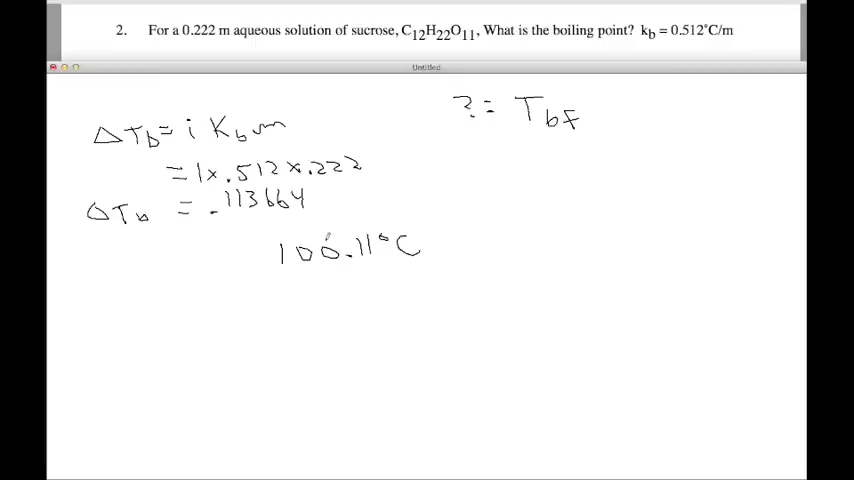 2. For a 0.222 m aqueous solution of sucrose, C₁₂H₂₂O₁₁, What is the boiling point? kb = 0.512°C/m
Untitled
? = Tbf
ΔTb = i Kb m
= 1 x .512 x .222
ΔTb = .113664
100.11°C